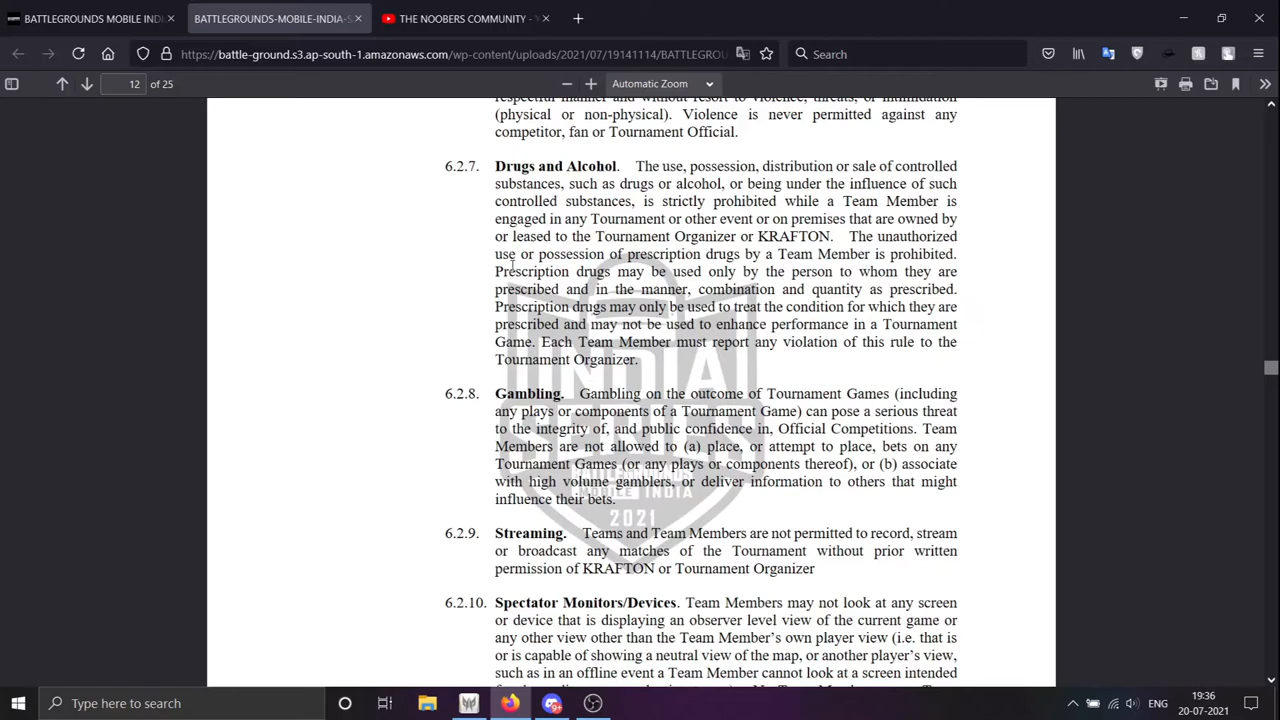 BATTLEGROUNDS MOBILE INDI
BATTLEGROUNDS-MOBILE-INDIA-S
THE NOOBERS COMMUNITY -
https://battle-ground.s3.ap-south-1.amazonaws.com/wp-content/uploads/2021/07/19141114/BATTLEGROU
Search
12 of 25
Automatic Zoom
respectful manner and without resort to violence, threats, or intimidation
(physical or non-physical). Violence is never permitted against any
competitor, fan or Tournament Official.
6.2.7. Drugs and Alcohol. The use, possession, distribution or sale of controlled
substances, such as drugs or alcohol, or being under the influence of such
controlled substances, is strictly prohibited while a Team Member is
engaged in any Tournament or other event or on premises that are owned by
or leased to the Tournament Organizer or KRAFTON. The unauthorized
use or possession of prescription drugs by a Team Member is prohibited.
Prescription drugs may be used only by the person to whom they are
prescribed and in the manner, combination and quantity as prescribed.
Prescription drugs may only be used to treat the condition for which they are
prescribed and may not be used to enhance performance in a Tournament
Game. Each Team Member must report any violation of this rule to the
Tournament Organizer.
6.2.8. Gambling. Gambling on the outcome of Tournament Games (including
any plays or components of a Tournament Game) can pose a serious threat
to the integrity of, and public confidence in, Official Competitions. Team
Members are not allowed to (a) place, or attempt to place, bets on any
Tournament Games (or any plays or components thereof), or (b) associate
with high volume gamblers, or deliver information to others that might
influence their bets.
INDIA
SERIES
BATTLEGROUNDS
MOBILE INDIA
2021
6.2.9. Streaming. Teams and Team Members are not permitted to record, stream
or broadcast any matches of the Tournament without prior written
permission of KRAFTON or Tournament Organizer
6.2.10. Spectator Monitors/Devices. Team Members may not look at any screen
or device that is displaying an observer level view of the current game or
any other view other than the Team Member's own player view (i.e. that is
or is capable of showing a neutral view of the map, or another player's view,
such as in an offline event a Team Member cannot look at a screen intended
Type here to search
ENG
19:36
20-07-2021